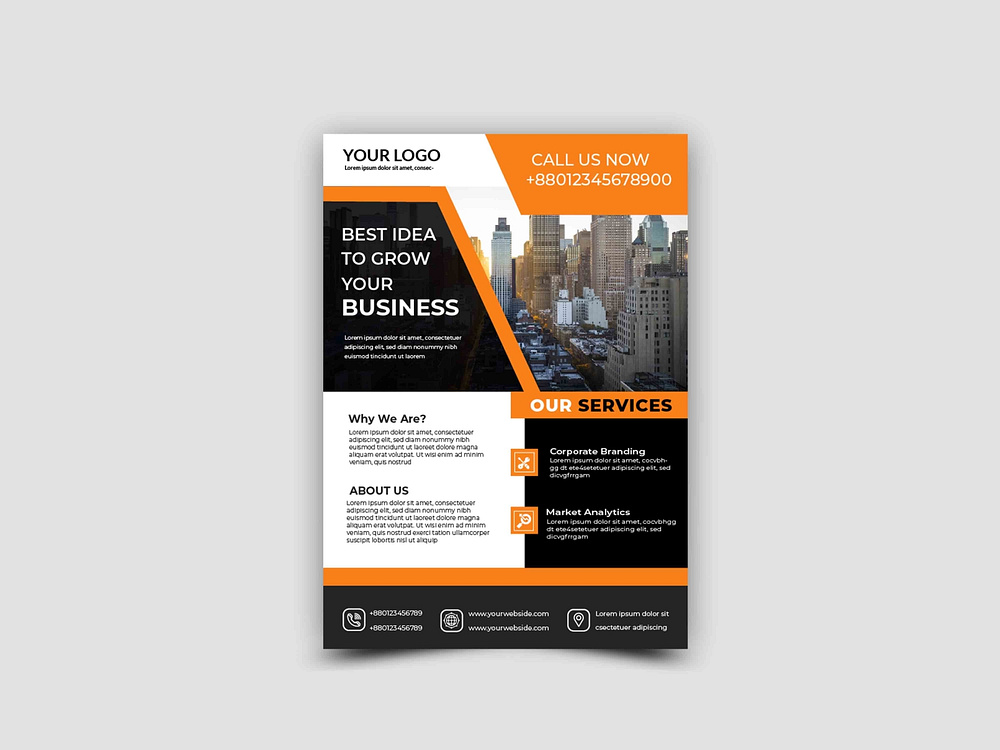 YOUR LOGO
Lorem ipsum dolor sit amet, consec-
CALL US NOW
+88012345678900
BEST IDEA
TO GROW
YOUR
BUSINESS
Lorem ipsum dolor sit amet, consectetuer
adipiscing elit, sed diam nonummy nibh
euismod tincidunt ut laorem
Why We Are?
Lorem ipsum dolor sit amet, consectetuer
adipiscing elit, sed diam nonummy nibh
euismod tincidunt ut laoreet dolore magna
aliquam erat volutpat. Ut wisi enim ad minim
veniam, quis nostrud
ABOUT US
Lorem ipsum dolor sit amet, consectetuer
adipiscing elit, sed diam nonummy nibh
euismod tincidunt ut laoreet dolore magna
aliquam erat volutpat. Ut wisi enim ad minim
veniam, quis nostrud exerci tation ullamcorper
suscipit lobortis nisl ut aliquip
OUR SERVICES
Corporate Branding
Lorem ipsum dolor sit amet, cocvbh-
gg dt ete4setetuer adipiscing elit, sed
dicvgfrrgam
Market Analytics
Lorem ipsum dolor sit amet, cocvbhgg
dt ete4setetuer adipiscing elit, sed
dicvgfrrgam
+880123456789
+880123456789
www.yourwebside.com
www.yourwebside.com
Lorem ipsum dolor sit
csectetuer adipiscing